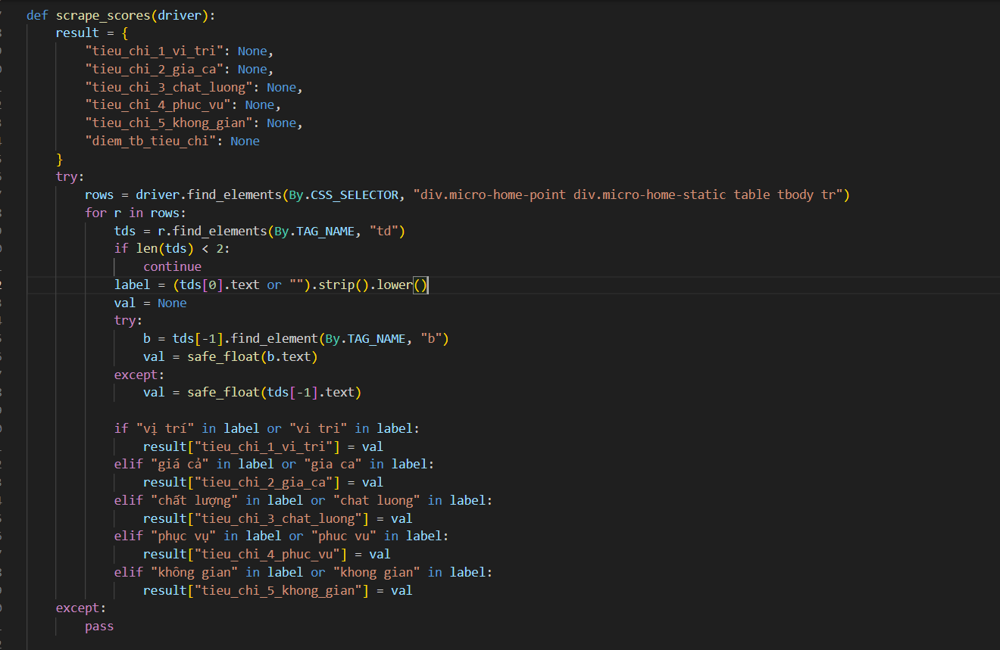 def scrape_scores(driver):
    result = {
        "tieu_chi_1_vi_tri": None,
        "tieu_chi_2_gia_ca": None,
        "tieu_chi_3_chat_luong": None,
        "tieu_chi_4_phuc_vu": None,
        "tieu_chi_5_khong_gian": None,
        "diem_tb_tieu_chi": None
    }
    try:
        rows = driver.find_elements(By.CSS_SELECTOR, "div.micro-home-point div.micro-home-static table tbody tr")
        for r in rows:
            tds = r.find_elements(By.TAG_NAME, "td")
            if len(tds) < 2:
                continue
            label = (tds[0].text or "").strip().lower()
            val = None
            try:
                b = tds[-1].find_element(By.TAG_NAME, "b")
                val = safe_float(b.text)
            except:
                val = safe_float(tds[-1].text)

            if "vị trí" in label or "vi tri" in label:
                result["tieu_chi_1_vi_tri"] = val
            elif "giá cả" in label or "gia ca" in label:
                result["tieu_chi_2_gia_ca"] = val
            elif "chất lượng" in label or "chat luong" in label:
                result["tieu_chi_3_chat_luong"] = val
            elif "phục vụ" in label or "phuc vu" in label:
                result["tieu_chi_4_phuc_vu"] = val
            elif "không gian" in label or "khong gian" in label:
                result["tieu_chi_5_khong_gian"] = val
    except:
        pass